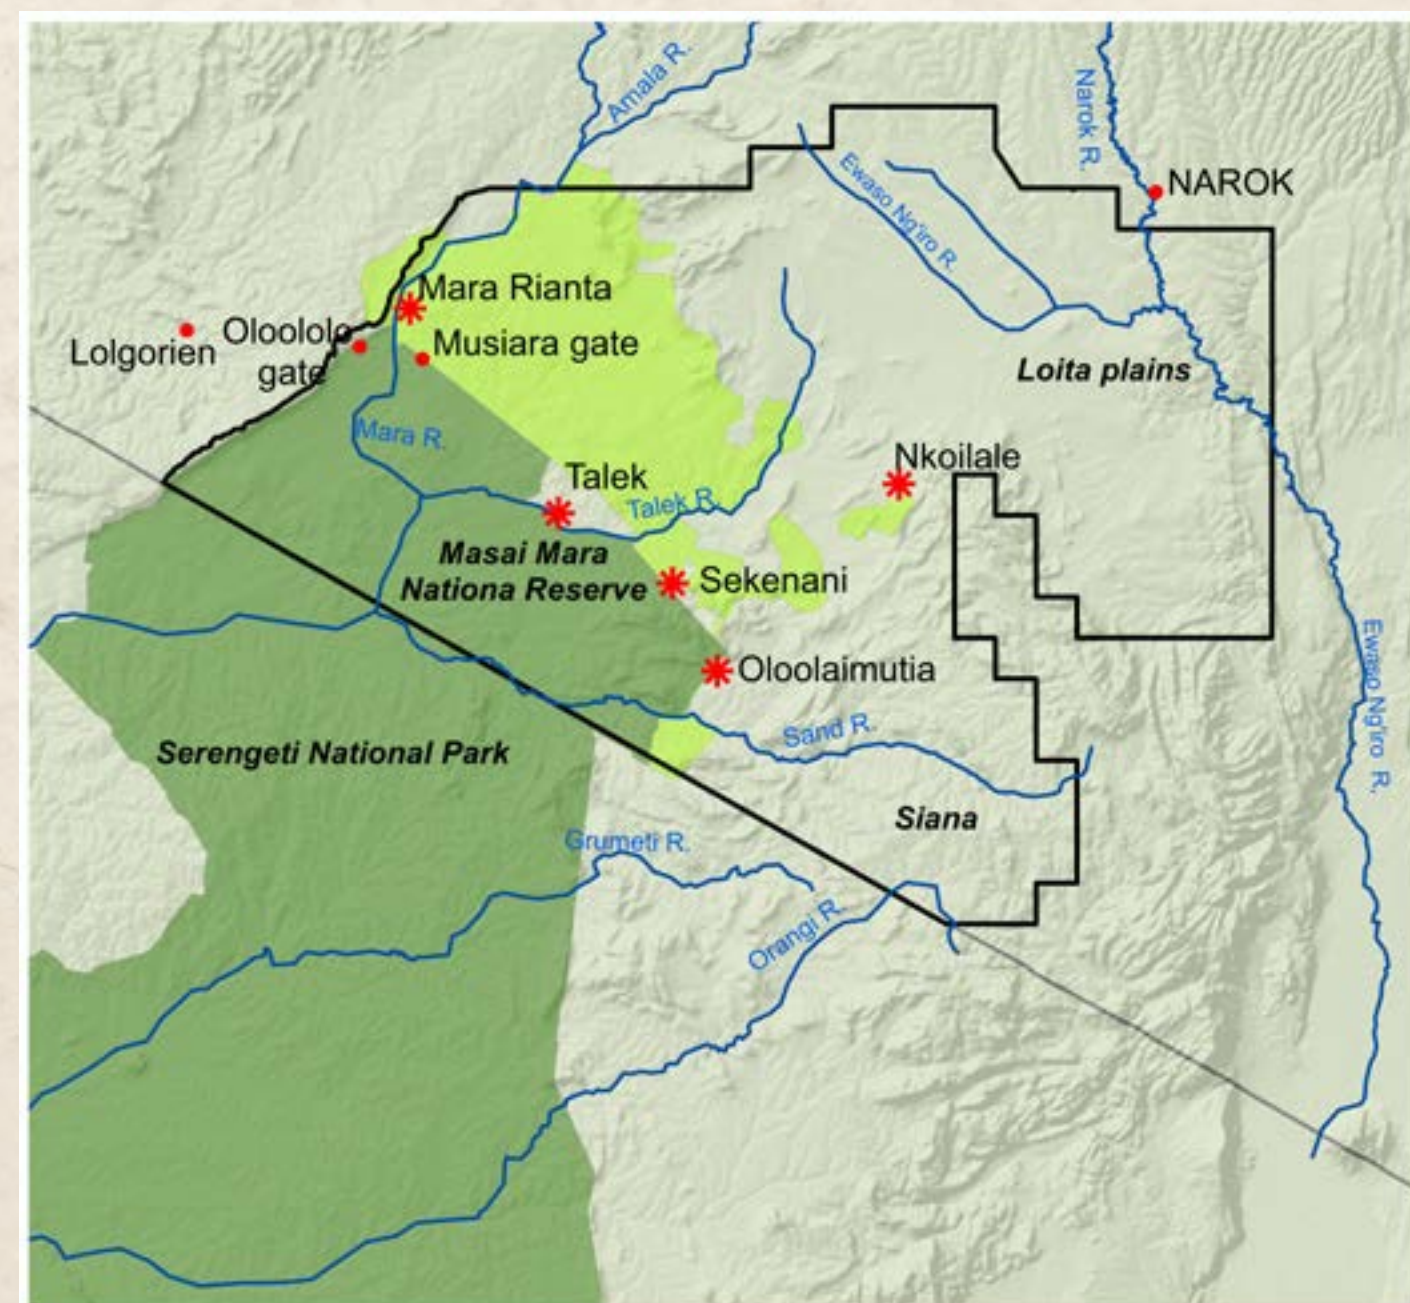 Amala R.
Narok R.
NAROK
Ewaso Ng'iro R.
Mara Rianta
Oloololo
gate
Lolgorien
Musiara gate
Loita plains
Mara R.
Nkoilale
Talek
Talek R.
Masai Mara
Nationa Reserve
Sekenani
Oloolaimutia
Ewaso Ng'iro R.
Sand R.
Serengeti National Park
Siana
Grumeti R.
Orangi R.